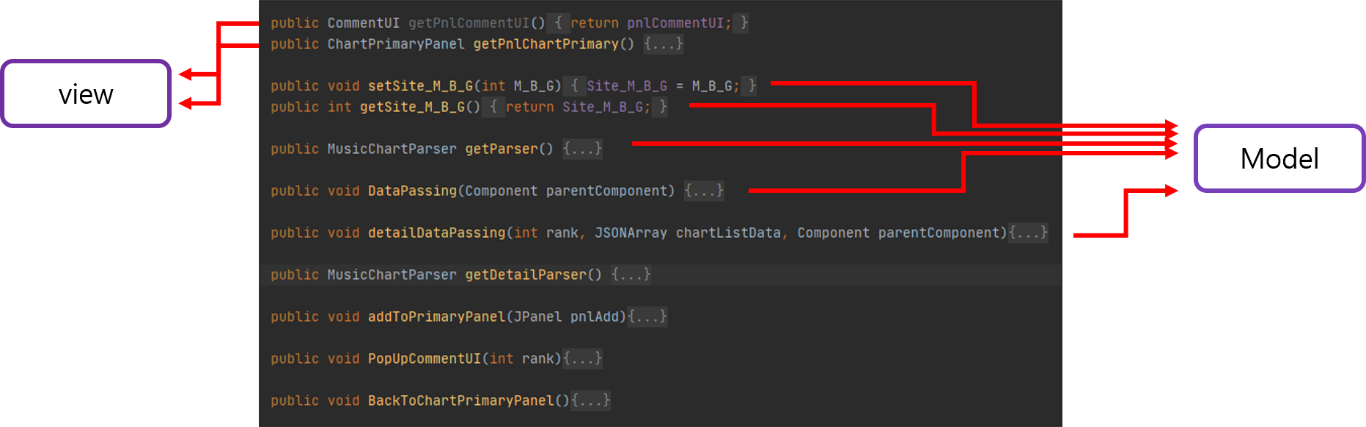 public CommentUI getPnlCommentUI() { return pnlCommentUI; }
public ChartPrimaryPanel getPnlChartPrimary() {...}
view
public void setSite_M_B_G(int M_B_G) { Site_M_B_G = M_B_G; }
public int getSite_M_B_G() { return Site_M_B_G; }
public MusicChartParser getParser() {...}
Model
public void DataPassing(Component parentComponent) {...}
public void detailDataPassing(int rank, JSONArray chartListData, Component parentComponent){...}
public MusicChartParser getDetailParser() {...}
public void addToPrimaryPanel(JPanel pnlAdd){...}
public void PopUpCommentUI(int rank){...}
public void BackToChartPrimaryPanel(){...}